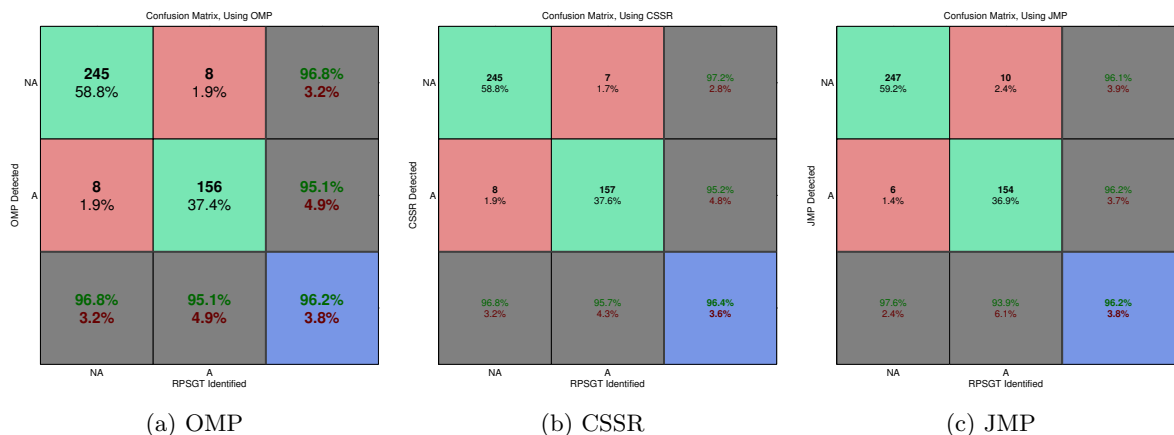 Confusion Matrix, Using OMP
NA
245
58.8%
8
1.9%
96.8%
3.2%
OMP Detected
A
8
1.9%
156
37.4%
95.1%
4.9%
96.8%
3.2%
95.1%
4.9%
96.2%
3.8%
NA
A
RPSGT Identified
(a) OMP
Confusion Matrix, Using CSSR
NA
245
58.8%
7
1.7%
97.2%
2.8%
CSSR Detected
A
8
1.9%
157
37.6%
95.2%
4.8%
96.8%
3.2%
95.7%
4.3%
96.4%
3.6%
NA
A
RPSGT Identified
(b) CSSR
Confusion Matrix, Using JMP
NA
247
59.2%
10
2.4%
96.1%
3.9%
JMP Detected
A
6
1.4%
154
36.9%
96.2%
3.7%
97.6%
2.4%
93.9%
6.1%
96.2%
3.8%
NA
A
RPSGT Identified
(c) JMP